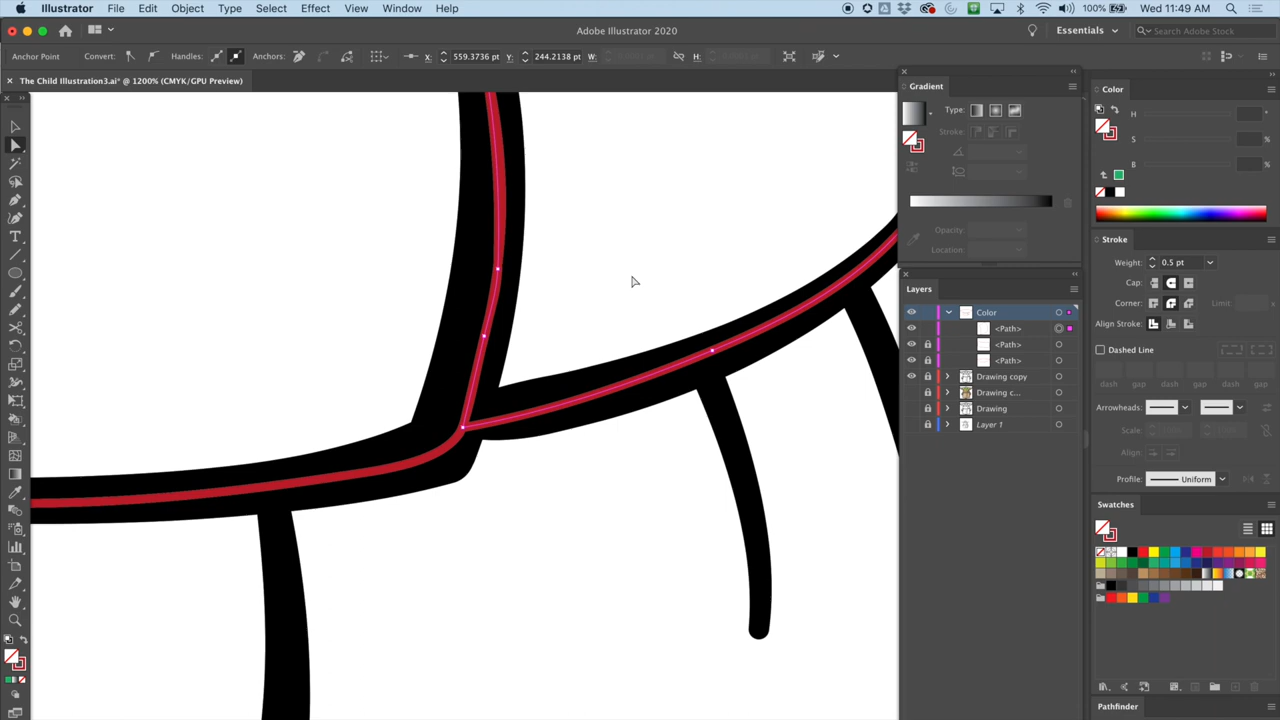 Illustrator File Edit Object Type Select Effect View Window Help 100% Wed 11:49 AM
Adobe Illustrator 2020
Essentials
Search Adobe Stock
Anchor Point Convert: Handles: Anchors: X: 559.3736 pt Y: 244.2138 pt W: H:
The Child Illustration3.ai* @ 1200% (CMYK/GPU Preview)
Gradient
Type:
Stroke:
Opacity:
Location:
Layers
Color
<Path>
<Path>
<Path>
Drawing copy
Drawing c...
Drawing
Layer 1
Color
H
°
S
%
B
%
Stroke
Weight: 0.5 pt
Cap:
Corner: Limit:
Align Stroke:
Dashed Line
dash gap dash gap dash gap
Arrowheads:
Scale:
Align:
Profile: Uniform
Swatches
Pathfinder